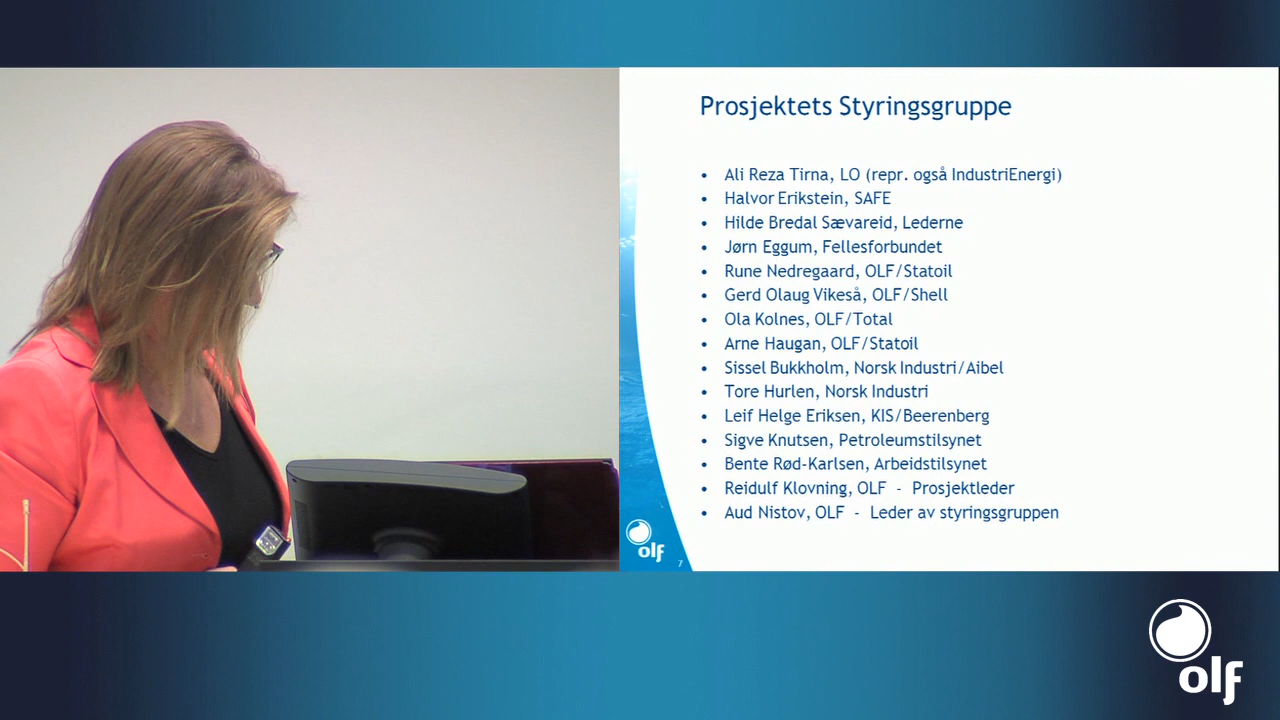 Prosjektets Styringsgruppe
• Ali Reza Tirna, LO (repr. også IndustriEnergi)
• Halvor Erikstein, SAFE
• Hilde Bredal Sævareid, Lederne
• Jørn Eggum, Fellesforbundet
• Rune Nedregaard, OLF/Statoil
• Gerd Olaug Vikeså, OLF/Shell
• Ola Kolnes, OLF/Total
• Arne Haugan, OLF/Statoil
• Sissel Bukkholm, Norsk Industri/Aibel
• Tore Hurlen, Norsk Industri
• Leif Helge Eriksen, KIS/Beerenberg
• Sigve Knutsen, Petroleumstilsynet
• Bente Rød-Karlsen, Arbeidstilsynet
• Reidulf Klovning, OLF - Prosjektleder
• Aud Nistov, OLF - Leder av styringsgruppen
olf
7
olf